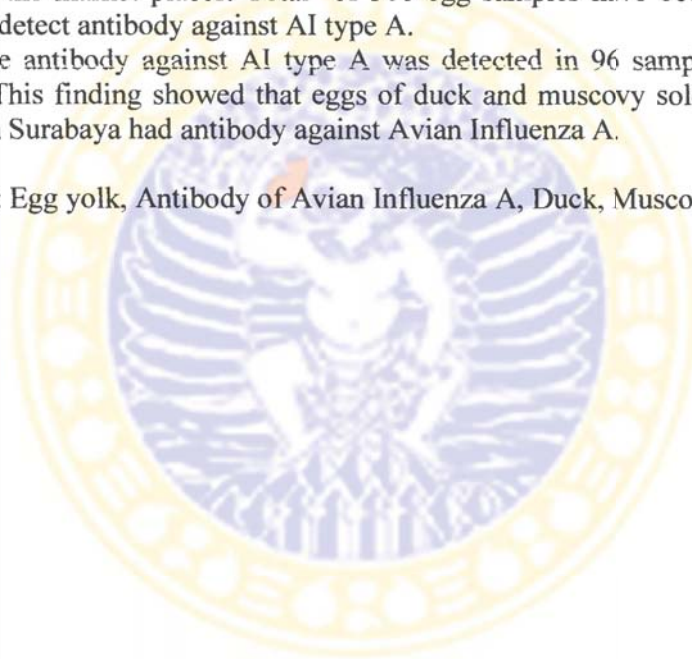 detect antibody against AI type A.
e antibody against AI type A was detected in 96 samp
This finding showed that eggs of duck and muscovy sol
Surabaya had antibody against Avian Influenza A.
: Egg yolk, Antibody of Avian Influenza A, Duck, Musco